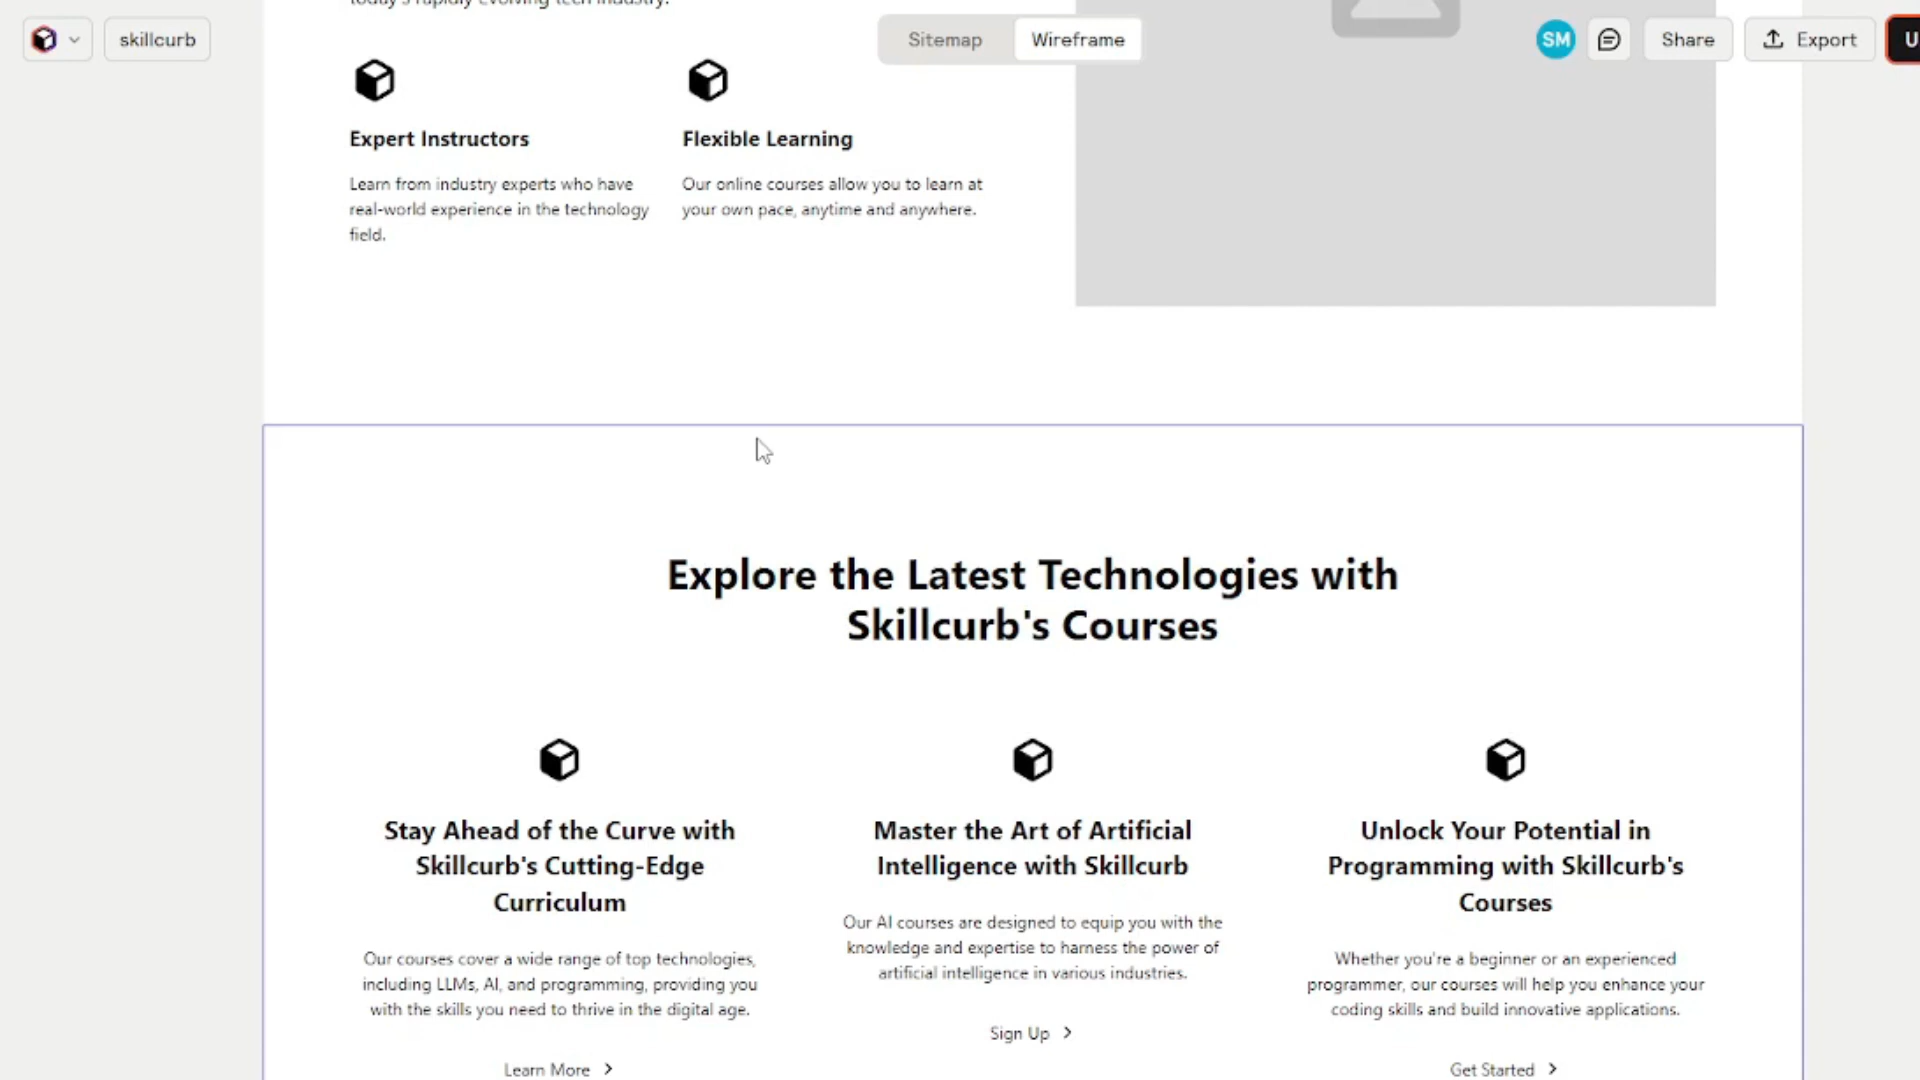 today's rapidly evolving tech industry.
skillcurb
Sitemap
Wireframe
SM
Share
Export
Expert Instructors
Flexible Learning
Learn from industry experts who have
real-world experience in the technology
field.
Our online courses allow you to learn at
your own pace, anytime and anywhere.
Explore the Latest Technologies with
Skillcurb's Courses
Stay Ahead of the Curve with
Skillcurb's Cutting-Edge
Curriculum
Our courses cover a wide range of top technologies,
including LLMs, AI, and programming, providing you
with the skills you need to thrive in the digital age.
Learn More
Master the Art of Artificial
Intelligence with Skillcurb
Our AI courses are designed to equip you with the
knowledge and expertise to harness the power of
artificial intelligence in various industries.
Sign Up
Unlock Your Potential in
Programming with Skillcurb's
Courses
Whether you're a beginner or an experienced
programmer, our courses will help you enhance your
coding skills and build innovative applications.
Get Started